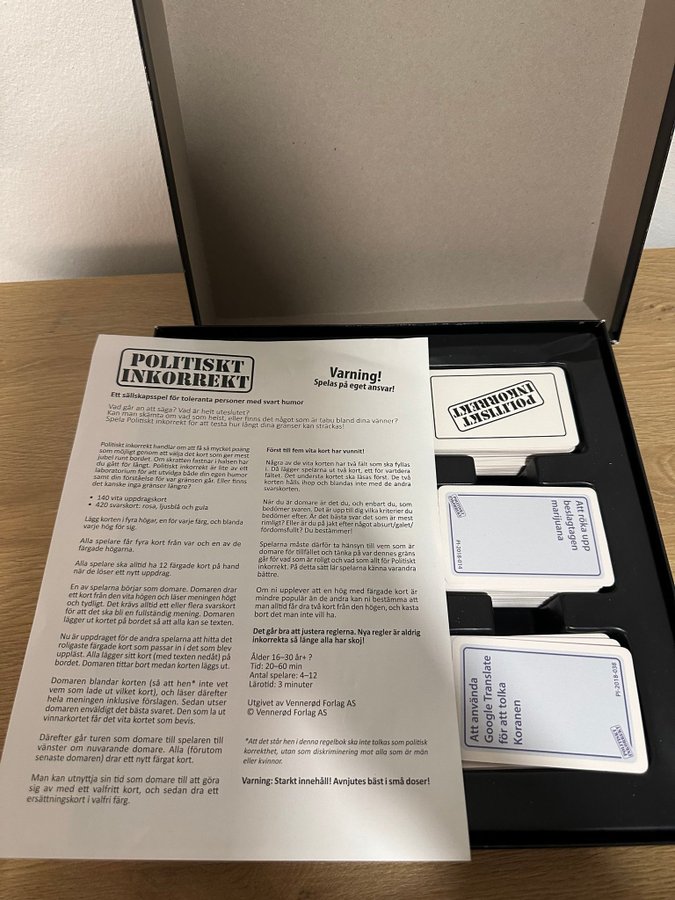 POLITISKT
INKORREKT
Varning!
Spelas på eget ansvar!
Ett sällskapsspel för toleranta personer med svart humor
Vad går an att säga? Vad är helt uteslutet?
Kan man skämta om vad som helst, eller finns det något som är tabu bland dina vänner?
Spela Politiskt inkorrekt för att testa hur långt dina gränser kan sträckas!
Politiskt inkorrekt handlar om att få så mycket poäng
som möjligt genom att välja det kort som ger mest
jubel runt bordet. Om skratten fastnar i halsen har
du gått för långt. Politiskt inkorrekt är lite av ett
laboratorium för att utvidga både din egen humor
samt din förståelse för var gränsen går. Eller finns
det kanske inga gränser längre?
• 140 vita uppdragskort
• 420 svarskort: rosa, ljusblå och gula
Lägg korten i fyra högar, en för varje färg, och blanda
varje hög för sig.
Alla spelare får fyra kort från var och en av de
färgade högarna.
Alla spelare ska alltid ha 12 färgade kort på hand
när de löser ett nytt uppdrag.
En av spelarna börjar som domare. Domaren drar
ett kort från den vita högen och läser meningen högt
och tydligt. Det krävs alltid ett eller flera svarskort
för att det ska bli en fullständig mening. Domaren
lägger ut kortet på bordet så att alla kan se texten.
Nu är uppdraget för de andra spelarna att hitta det
roligaste färgade kort som passar in i det som blev
uppläst. Alla lägger sitt kort (med texten nedåt) på
bordet. Domaren tittar bort medan korten läggs ut.
Domaren blandar korten (så att hen* inte vet
vem som lade ut vilket kort), och läser därefter
hela meningen inklusive förslagen. Sedan utser
domaren enväldigt det bästa svaret. Den som la ut
vinnarkortet får det vita kortet som bevis.
Därefter går turen som domare till spelaren till
vänster om nuvarande domare. Alla (förutom
senaste domaren) drar ett nytt färgat kort.
Man kan utnyttja sin tid som domare till att göra
sig av med ett valfritt kort, och sedan dra ett
ersättningskort i valfri färg.
Först till fem vita kort har vunnit!
Några av de vita korten har två fält som ska fyllas
i. Då lägger spelarna ut två kort, ett för vartdera
fältet. Det understa kortet ska läsas först. De två
korten hålls ihop och blandas inte med de andra
svarskorten.
När du är domare är det du, och enbart du, som
bedömer svaren. Det är upp till dig vilka kriterier du
bedömer efter. Är det bästa svar det som är mest
rimligt? Eller är du på jakt efter något absurt/galet/
fördomsfullt? Du bestämmer!
Spelarna måste därför ta hänsyn till vem som är
domare för tillfället och tänka på var dennes gräns
går för vad som är roligt och vad som allt för Politiskt
inkorrekt. På detta sätt lär spelarna känna varandra
bättre.
Om ni upplever att en hög med färgade kort är
mindre populär än de andra kan ni bestämma att
man alltid får dra två kort från den högen, och kasta
bort det man inte vill ha.
Det går bra att justera reglerna. Nya regler är aldrig
inkorrekta så länge alla har skoj!
Ålder 16–30 år+ ?
Tid: 20–60 min
Antal spelare: 4–12
Lärotid: 3 minuter
Utgivet av Vennerød Forlag AS
© Vennerød Forlag AS
*Att det står hen i denna regelbok ska inte tolkas som politisk
korrekthet, utan som diskriminering mot alla som är män
eller kvinnor.
Varning: Starkt innehåll! Avnjutes bäst i små doser!
POLITISKT
INKORREKT
Att röka upp
beslagtagen
marijuana
PI-2018-014
Att använda
Google Translate
för att tolka
Koranen
PI-2018-038